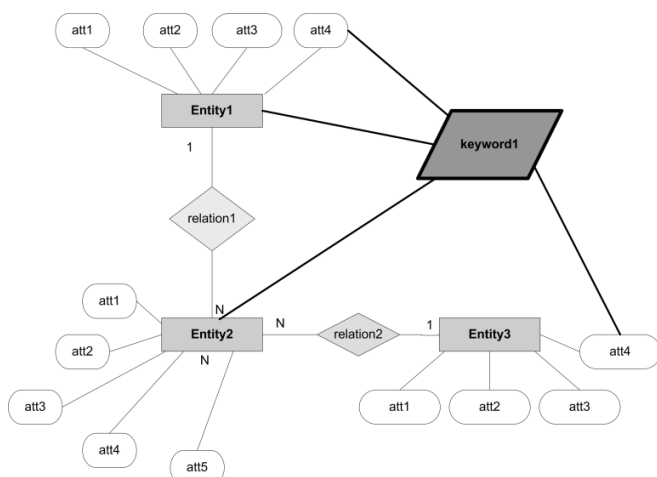 att1
att2
att3
att4
Entity1
1
keyword1
relation1
att1
N
Entity2
N
relation2
1
Entity3
att2
N
att4
att3
att1
att2
att3
att4
att5